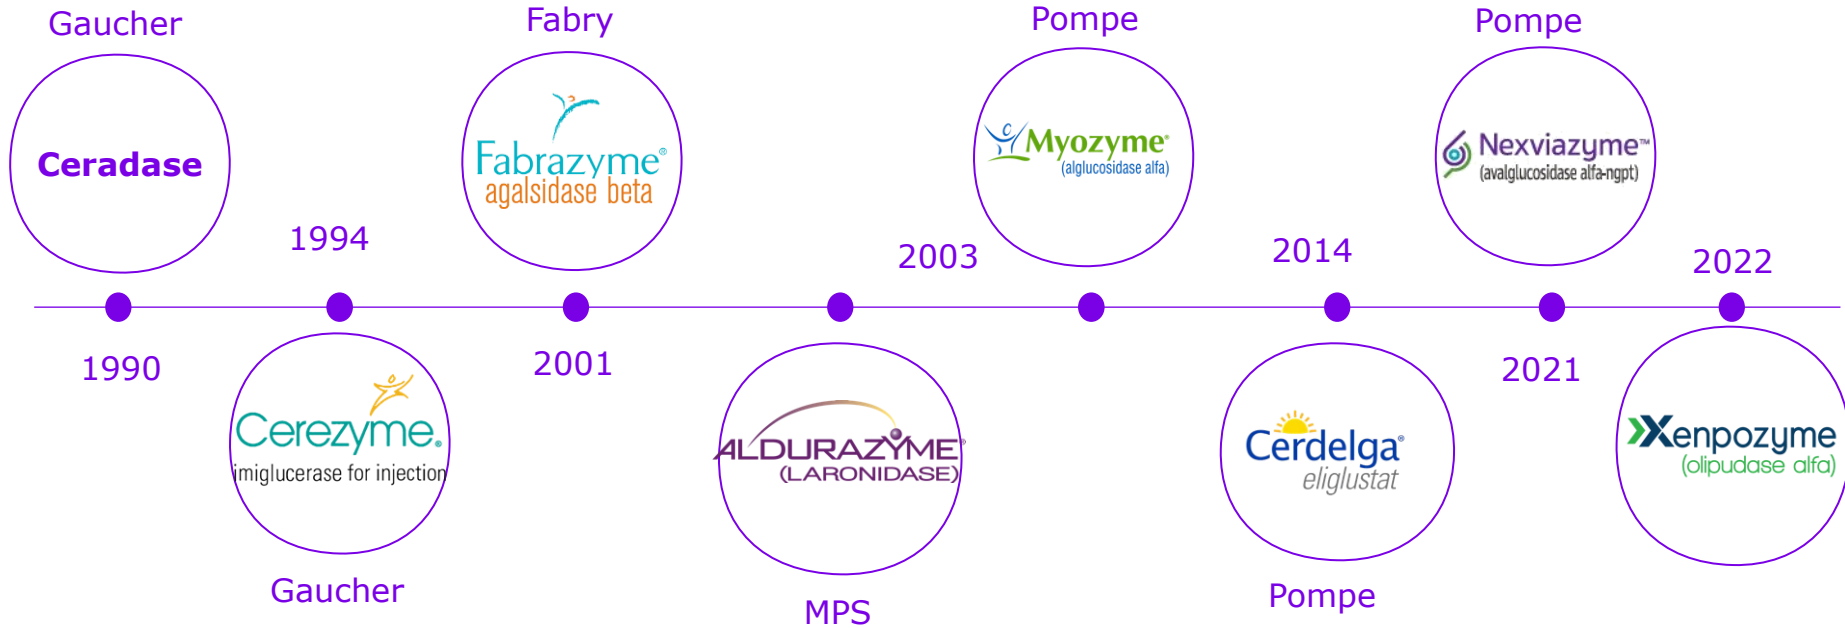 Gaucher
Ceradase
1990
1994
Cerezyme®
imiglucerase for injection
Gaucher
Fabry
Fabrazyme®
agalsidase beta
2001
ALDURAZYME®
(LARONIDASE)
MPS
2003
Pompe
Myozyme®
(alglucosidase alfa)
2014
Cerdelga®
eliglustat
Pompe
Pompe
Nexviazyme™
(avalglucosidase alfa-ngpt)
2021
2022
Xenpozyme
(olipudase alfa)